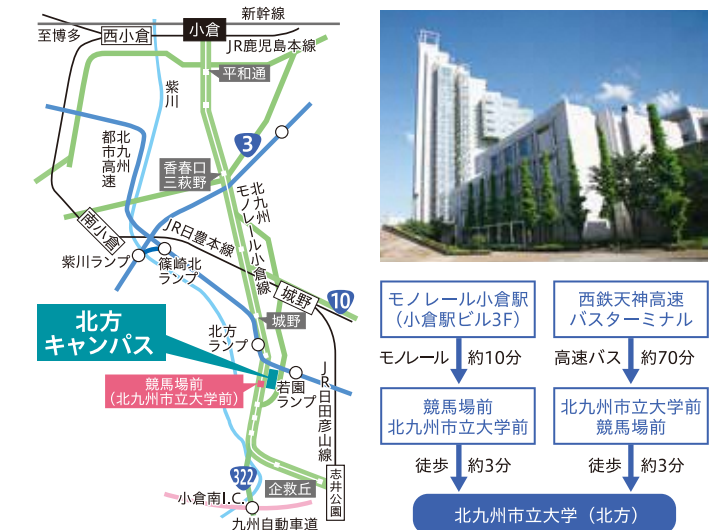 新幹線
至博多
西小倉
小倉
JR鹿児島本線
平和通
紫川
北九州
都市高速
3
香春口
三萩野
北九州
モノレール小倉線
南小倉
JR日豊本線
紫川ランプ
篠崎北
ランプ
城野
10
城野
北方
キャンパス
北方
ランプ
競馬場前
(北九州市立大学前)
若園
ランプ
JR日田彦山線
322
企救丘
志井公園
小倉南I.C.
九州自動車道
モノレール小倉駅
(小倉駅ビル3F)
モノレール 約10分
競馬場前
北九州市立大学前
徒歩 約3分
西鉄天神高速
バスターミナル
高速バス 約70分
北九州市立大学前
競馬場前
徒歩 約3分
北九州市立大学(北方)